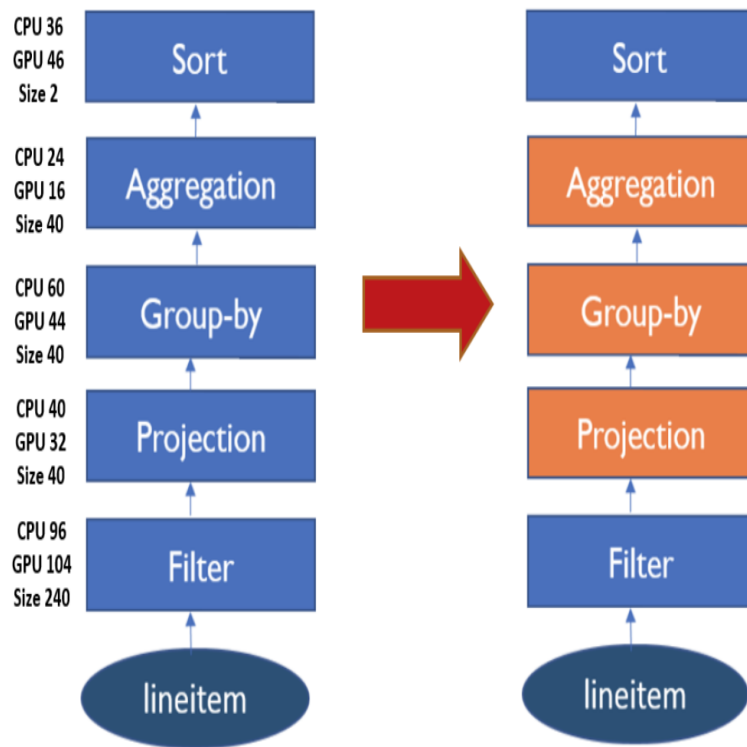 CPU 36
GPU 46
Size 2
Sort
CPU 24
GPU 16
Size 40
Aggregation
CPU 60
GPU 44
Size 40
Group-by
CPU 40
GPU 32
Size 40
Projection
CPU 96
GPU 104
Size 240
Filter
lineitem
Sort
Aggregation
Group-by
Projection
Filter
lineitem